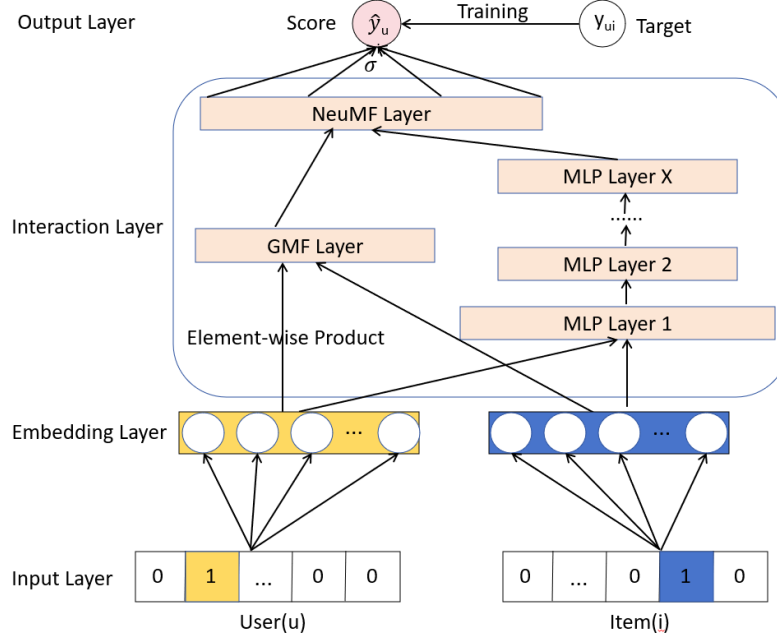 Output Layer
Score
ŷu
Training
yui
Target
σ
NeuMF Layer
MLP Layer X
......
Interaction Layer
GMF Layer
MLP Layer 2
MLP Layer 1
Element-wise Product
Embedding Layer
...
...
Input Layer
0 1 ... 0 0
0 ... 0 1 0
User(u)
Item(i)